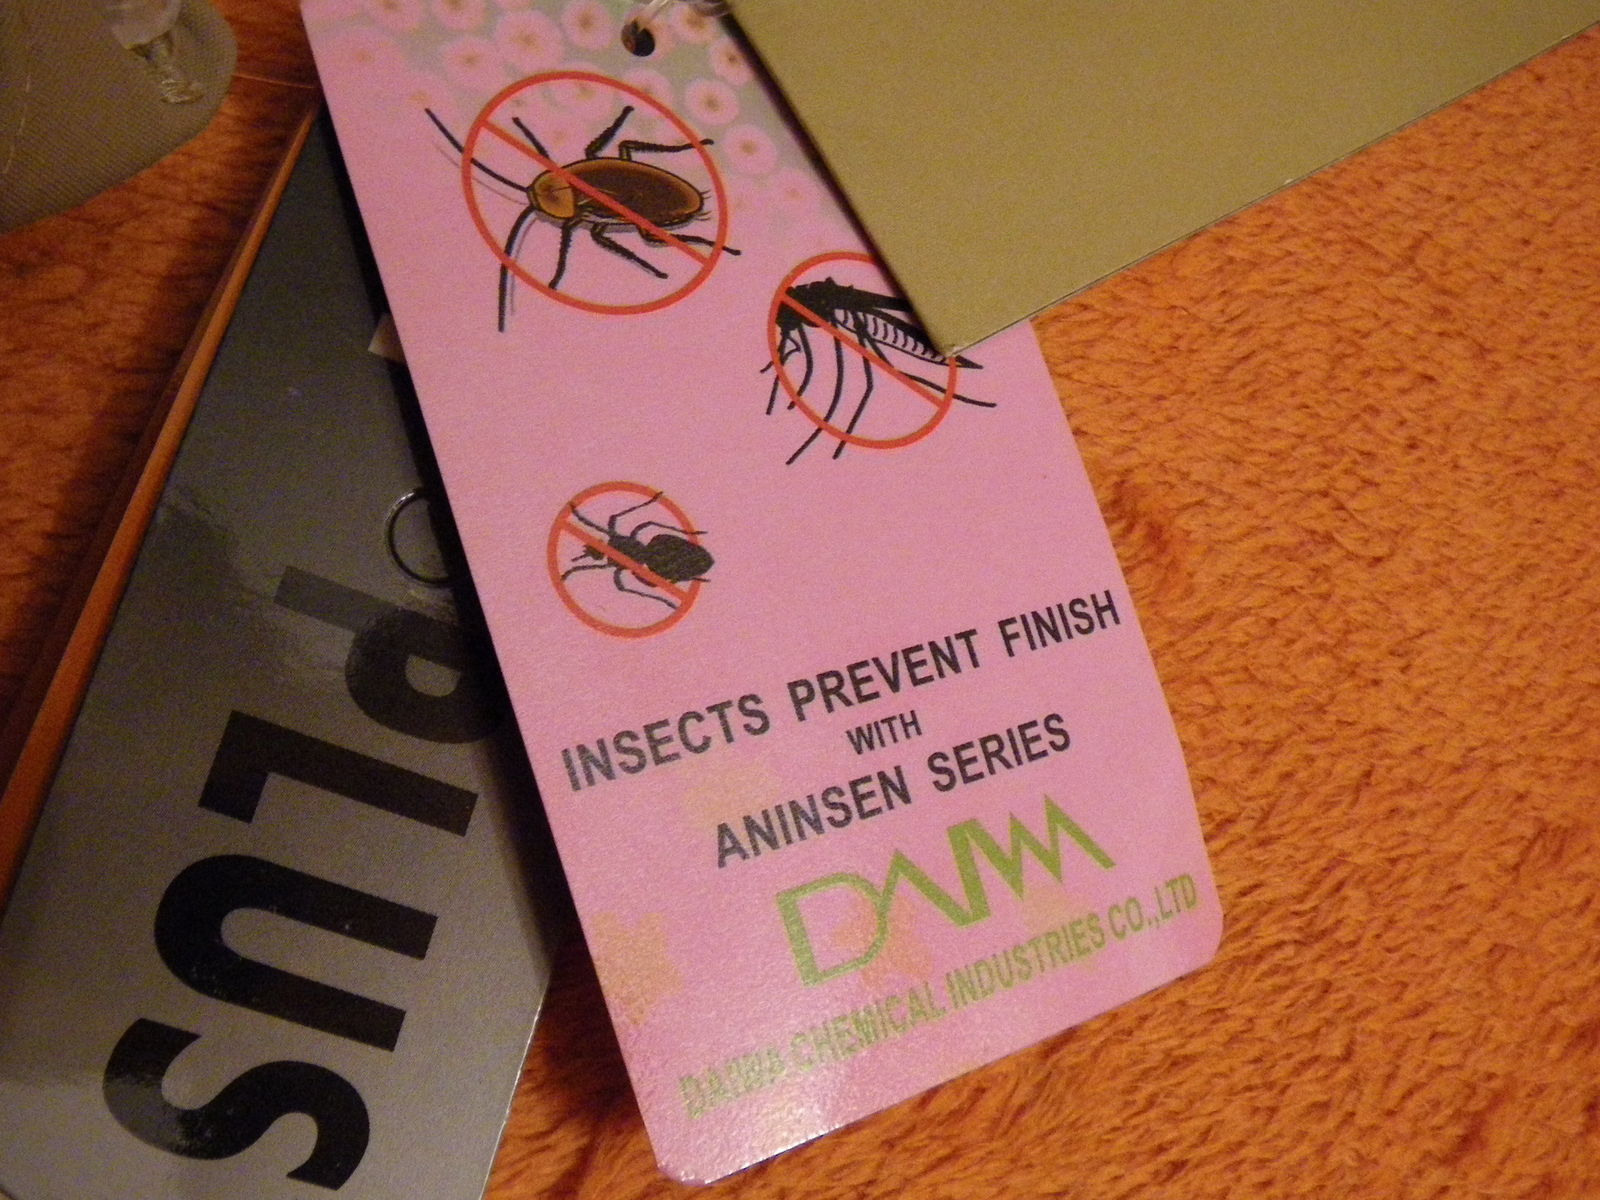 INSECTS PREVENT FINISH
WITH
ANINSEN SERIES
DAIWA
DAIWA CHEMICAL INDUSTRIES CO.,LTD
PLUS